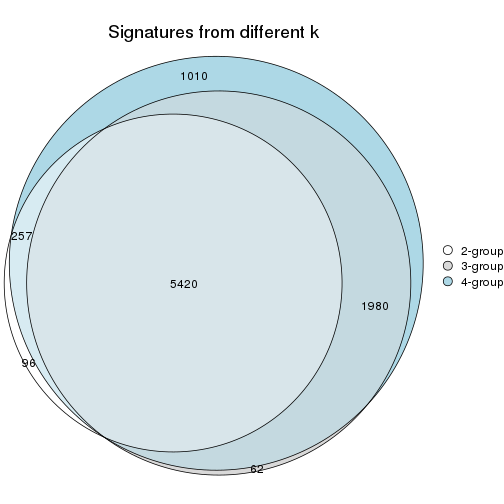 Signatures from different k
1010
257
2-group
3-group
4-group
5420
1980
96
62